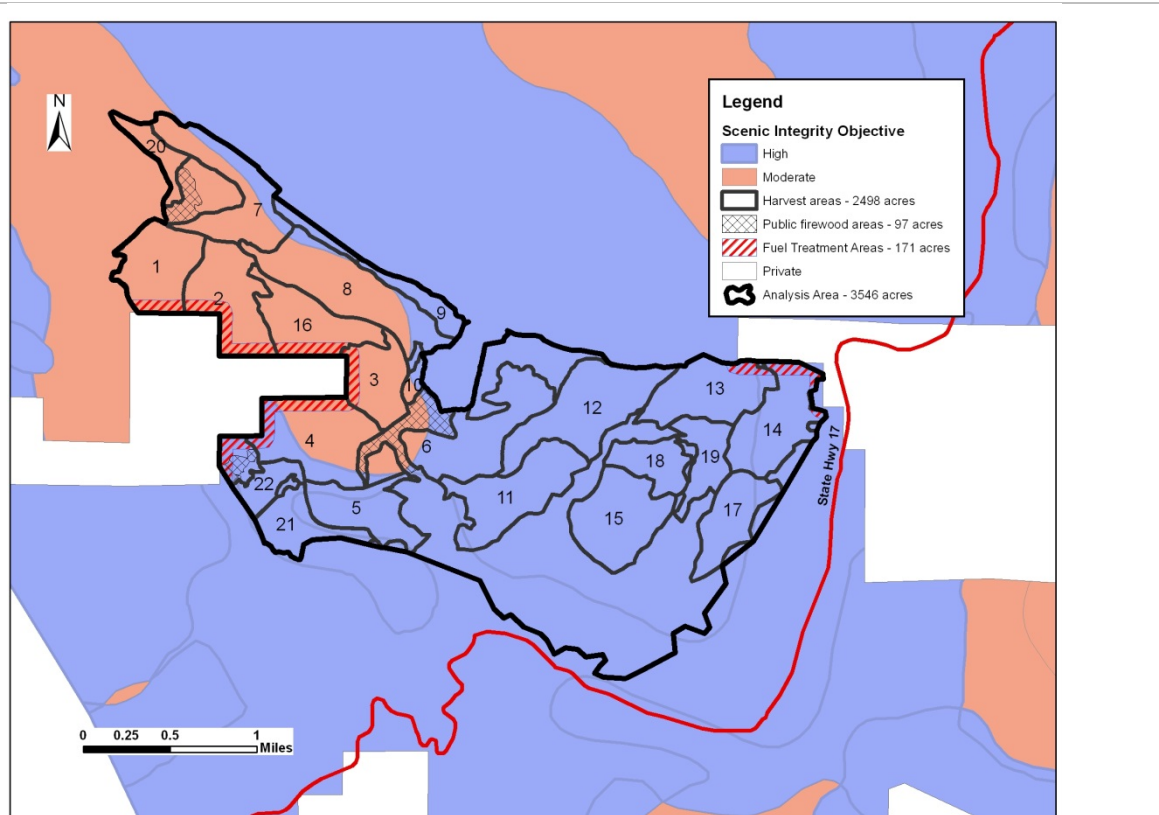 N
Legend
Scenic Integrity Objective
High
Moderate
Harvest areas - 2498 acres
Public firewood areas - 97 acres
Fuel Treatment Areas - 171 acres
Private
Analysis Area - 3546 acres
20
7
1
2
8
9
16
3
10
4
6
12
13
14
18
19
22
5
11
15
17
21
State Hwy 17
0 0.25 0.5 1
Miles